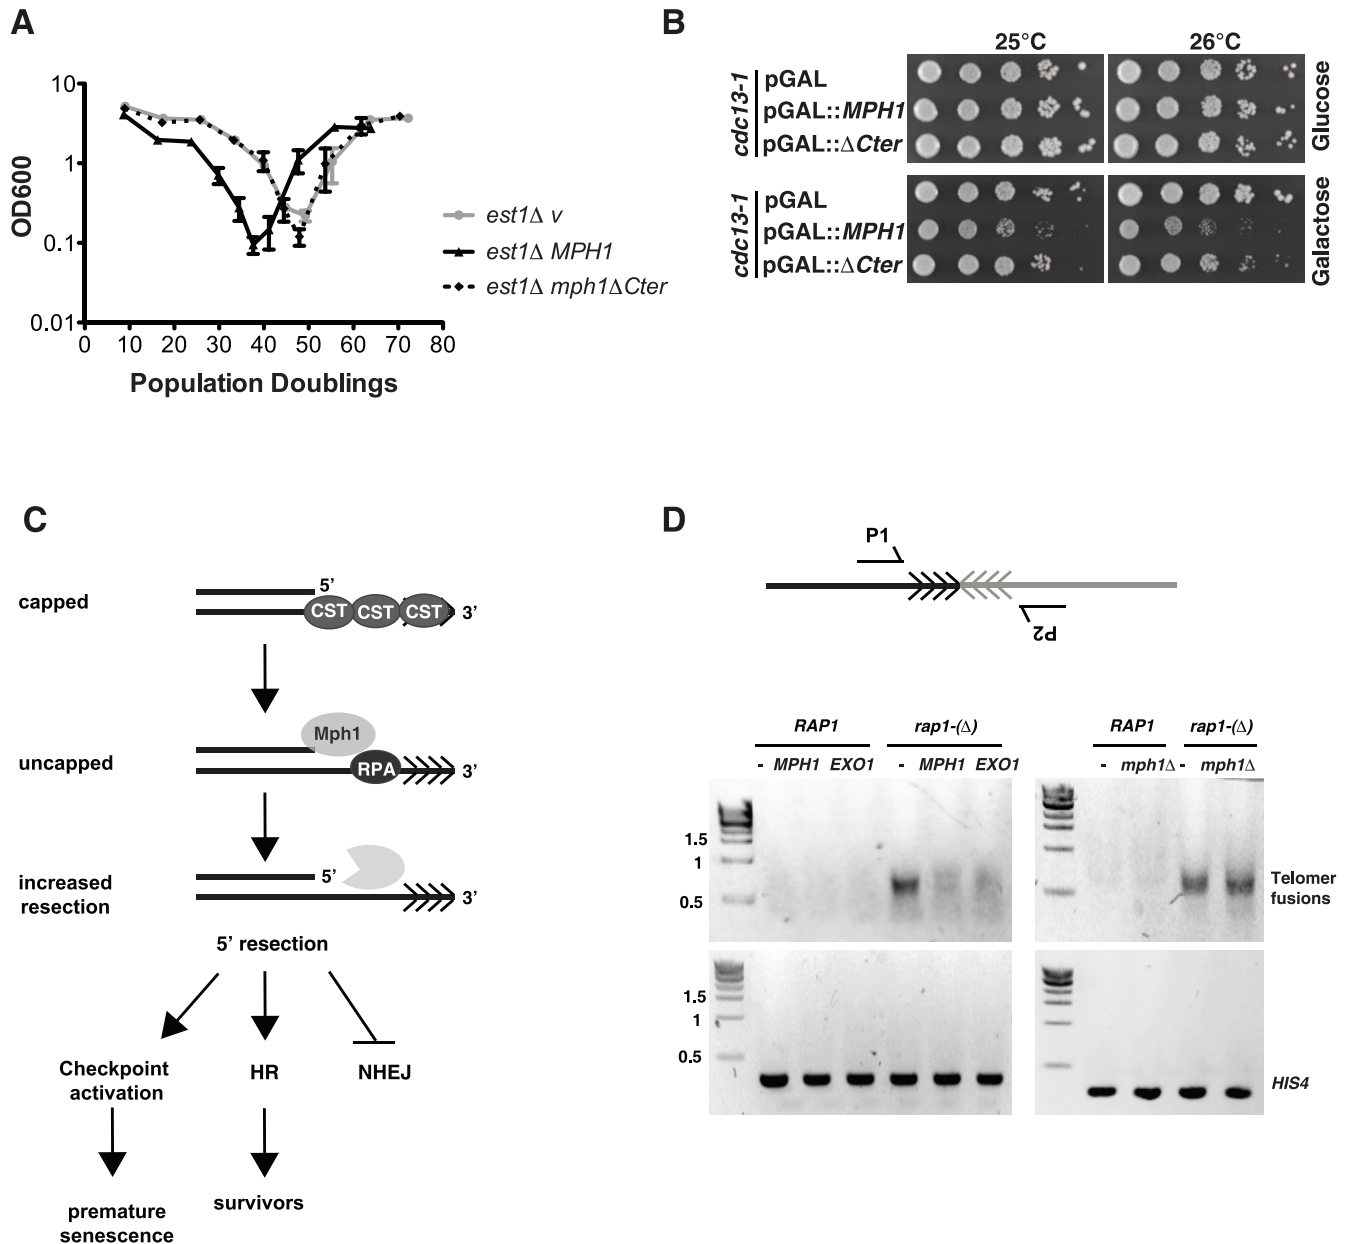 A
10
1
0.1
0.01
OD600
0 10 20 30 40 50 60 70 80
Population Doublings
est1Δ v
est1Δ MPH1
est1Δ mph1ΔCter
B
25°C 26°C
cdc13-1
pGAL
pGAL::MPH1
pGAL::ΔCter
Glucose
cdc13-1
pGAL
pGAL::MPH1
pGAL::ΔCter
Galactose
C
capped
5’
CST CST CST
3’
uncapped
Mph1
RPA
3’
increased
resection
5’
3’
5’ resection
Checkpoint
activation
HR
NHEJ
premature
senescence
survivors
D
P1
P2
RAP1 rap1-(Δ)
- MPH1 EXO1 - MPH1 EXO1
1.5
1
0.5
1.5
1
0.5
RAP1 rap1-(Δ)
- mph1Δ - mph1Δ
Telomer
fusions
HIS4